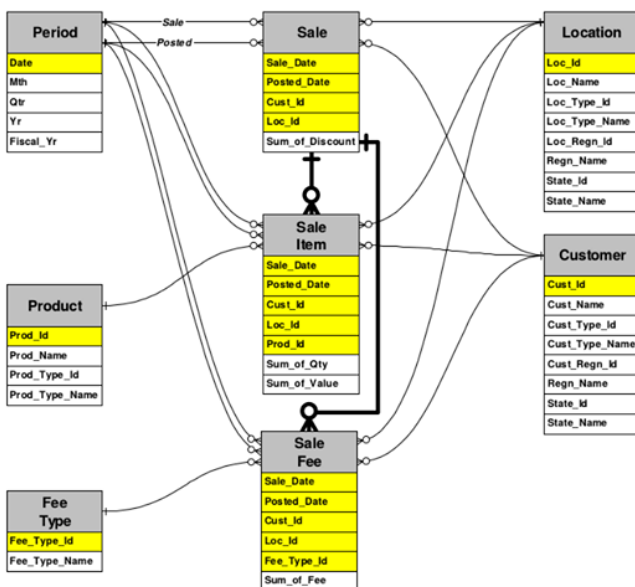 Period
Date
Mth
Qtr
Yr
Fiscal_Yr
Sale
Posted
Sale
Sale_Date
Posted_Date
Cust_Id
Loc_Id
Sum_of_Discount
Location
Loc_Id
Loc_Name
Loc_Type_Id
Loc_Type_Name
Loc_Regn_Id
Regn_Name
State_Id
State_Name
Sale
Item
Sale_Date
Posted_Date
Cust_Id
Loc_Id
Prod_Id
Sum_of_Qty
Sum_of_Value
Customer
Cust_Id
Cust_Name
Cust_Type_Id
Cust_Type_Name
Cust_Regn_Id
Regn_Name
State_Id
State_Name
Product
Prod_Id
Prod_Name
Prod_Type_Id
Prod_Type_Name
Sale
Fee
Sale_Date
Posted_Date
Cust_Id
Loc_Id
Fee_Type_Id
Sum_of_Fee
Fee
Type
Fee_Type_Id
Fee_Type_Name